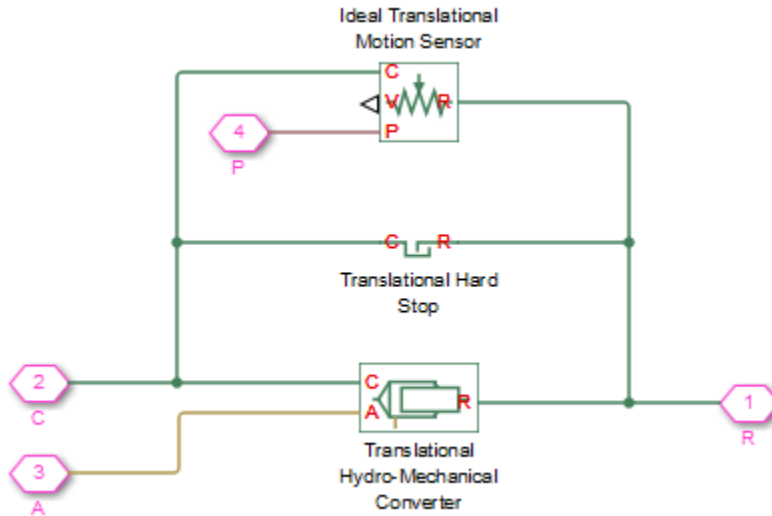 Ideal Translational
Motion Sensor
C
V R
P
4
P
C R
Translational Hard
Stop
2
C
C
A R
1
R
Translational
Hydro-Mechanical
Converter
3
A